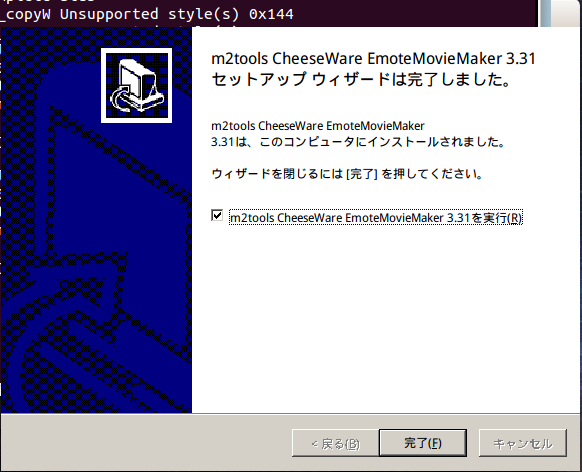 _copyW Unsupported style(s) 0x144
m2tools CheeseWare EmoteMovieMaker 3.31
セットアップ ウィザードは完了しました。
m2tools CheeseWare EmoteMovieMaker
3.31は、このコンピュータにインストールされました。
ウィザードを閉じるには [完了] を押してください。
m2tools CheeseWare EmoteMovieMaker 3.31を実行(R)
< 戻る(B)
完了(F)
キャンセル